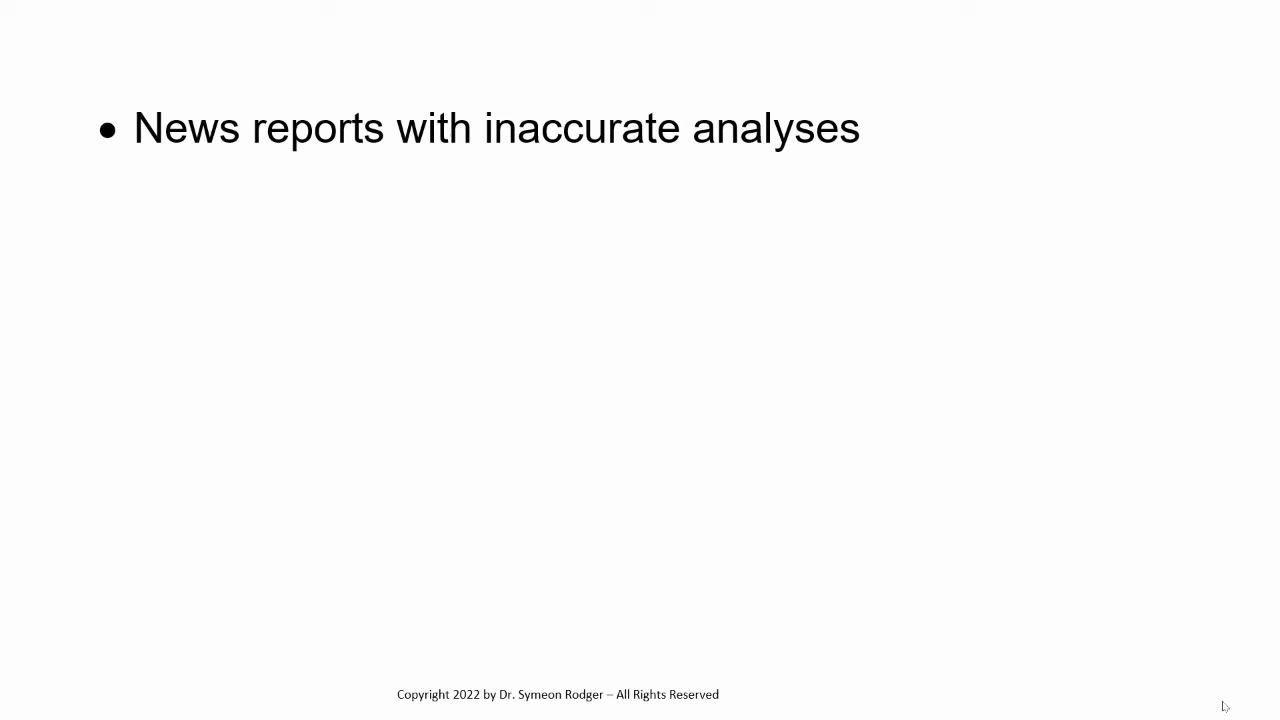 • News reports with inaccurate analyses
Copyright 2022 by Dr. Symeon Rodger – All Rights Reserved